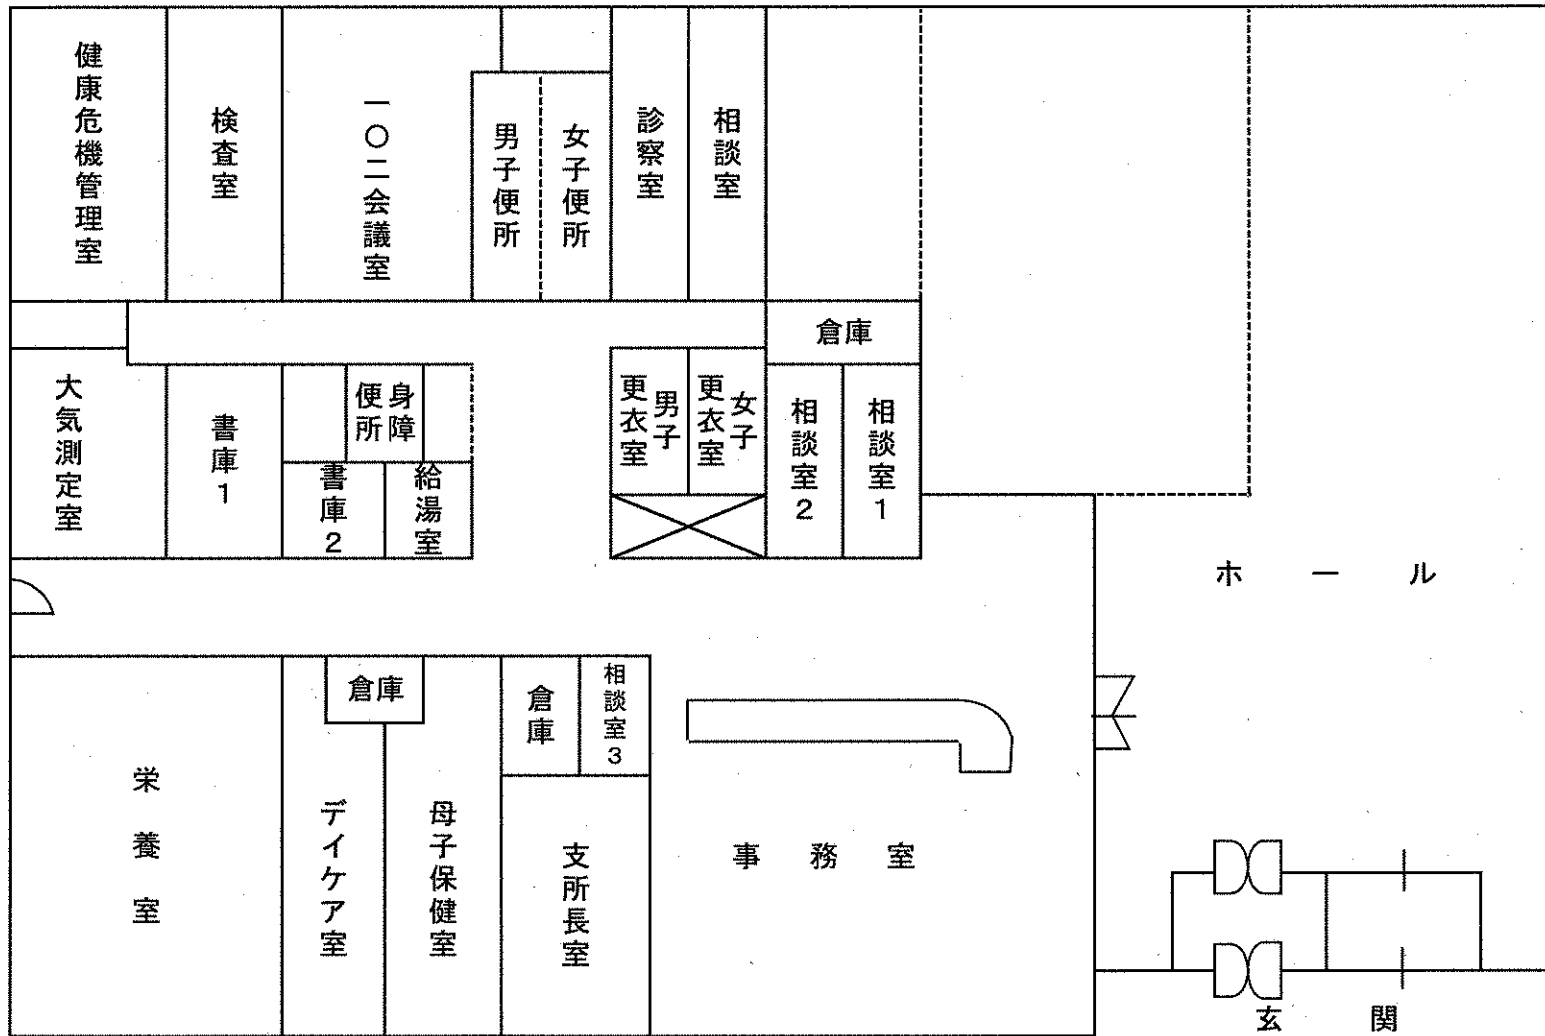 健康危機管理室
検査室
一〇二会議室
男子便所
女子便所
診察室
相談室
倉庫
大気測定室
書庫1
身障
便所
書庫2
給湯室
男子
更衣室
女子
更衣室
相談室2
相談室1
ホール
栄養室
デイケア室
倉庫
母子保健室
倉庫
相談室3
支所長室
事務室
玄関